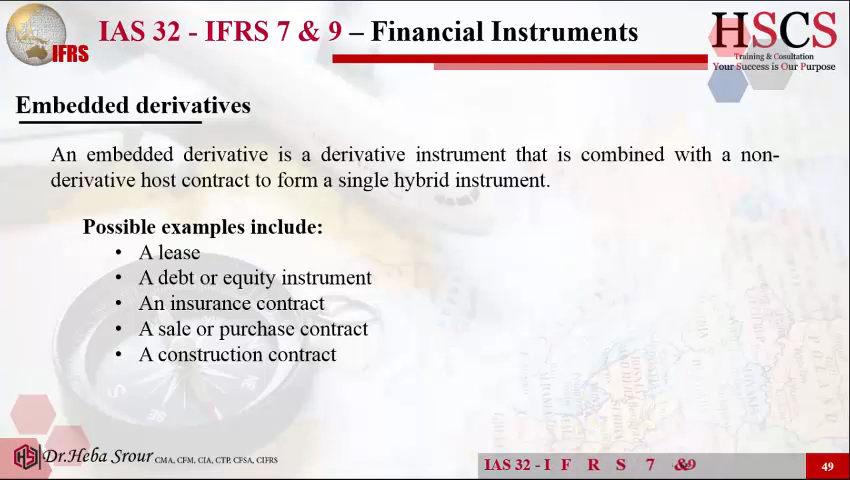 IFRS
IAS 32 - IFRS 7 & 9 – Financial Instruments
HSCS
Training & Cosultation
Your Success is Our Purpose
Embedded derivatives
An embedded derivative is a derivative instrument that is combined with a non-
derivative host contract to form a single hybrid instrument.
Possible examples include:
• A lease
• A debt or equity instrument
• An insurance contract
• A sale or purchase contract
• A construction contract
Dr.Heba Srour CMA, CFM, CIA, CTP, CFSA, CIFRS
IAS 32 - I F R S 7 &9
49